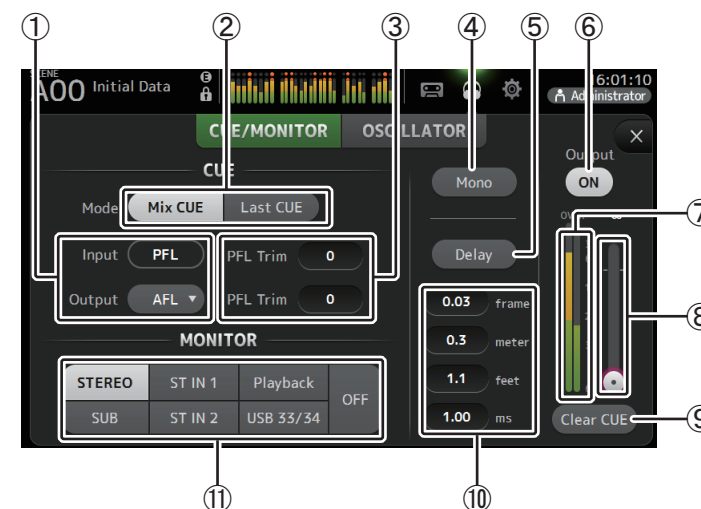 ① ② ③ ④ ⑤ ⑥
SCENE
A00 Initial Data E 16:01:10
Administrator
CUE/MONITOR OSCILLATOR
CUE
Mode Mix CUE Last CUE
Input PFL PFL Trim 0
Output AFL PFL Trim 0
MONITOR
STEREO ST IN 1 Playback OFF
SUB ST IN 2 USB 33/34
Mono
Delay
0.03 frame
0.3 meter
1.1 feet
1.00 ms
Output
ON
⑦
⑧
Clear CUE ⑨
⑪ ⑩